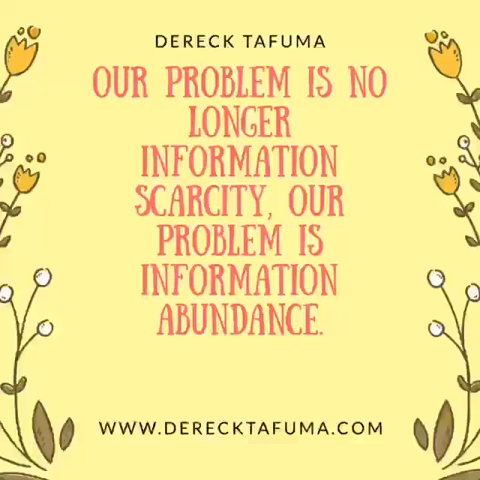 DERECK TAFUMA
OUR PROBLEM IS NO
LONGER
INFORMATION
SCARCITY, OUR
PROBLEM IS
INFORMATION
ABUNDANCE.
WWW.DERECKTAFUMA.COM